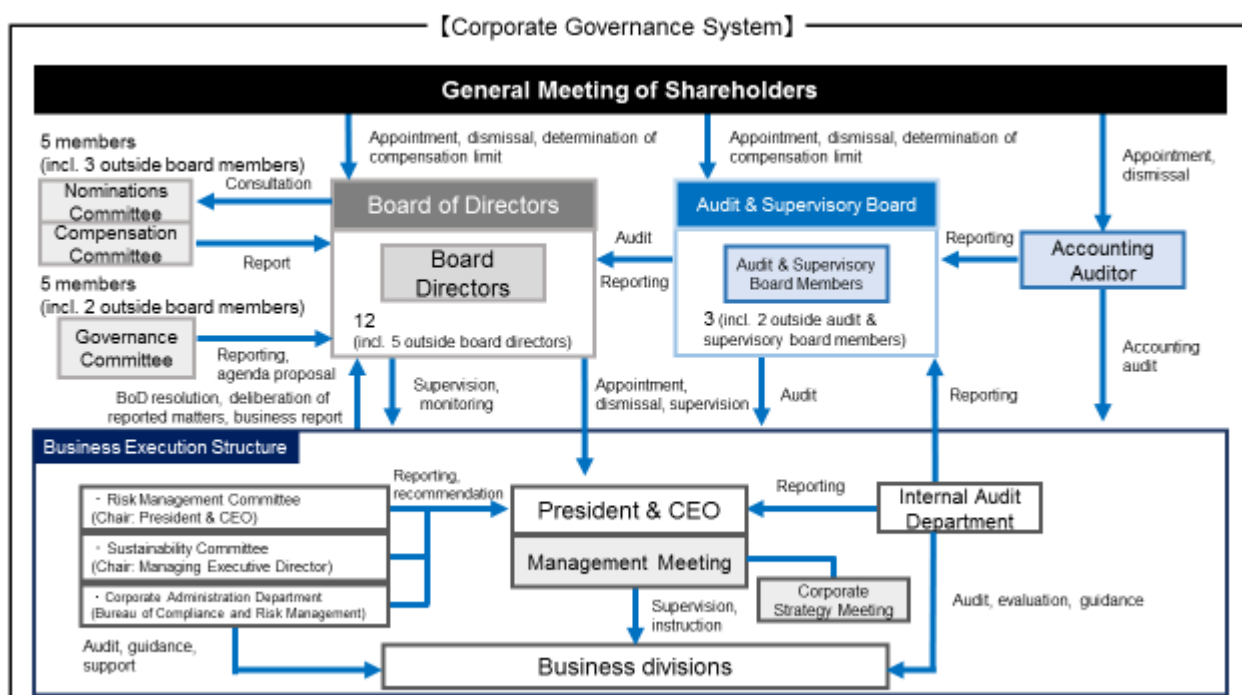 【Corporate Governance System】
General Meeting of Shareholders
5 members
(incl. 3 outside board members)
Appointment, dismissal, determination of
compensation limit
Appointment, dismissal, determination of
compensation limit
Appointment,
dismissal
Nominations
Committee
Consultation
Compensation
Committee
Report
Board of Directors
Board
Directors
12
(incl. 5 outside board directors)
Audit
Reporting
Audit & Supervisory Board
Audit & Supervisory
Board Members
3 (incl. 2 outside audit &
supervisory board members)
Reporting
Accounting
Auditor
5 members
(incl. 2 outside board members)
Governance
Committee
Reporting,
agenda proposal
BoD resolution, deliberation of
reported matters, business report
Supervision,
monitoring
Appointment,
dismissal, supervision
Audit
Reporting
Accounting
audit
Business Execution Structure
・Risk Management Committee
(Chair: President & CEO)
・Sustainability Committee
(Chair: Managing Executive Director)
・Corporate Administration Department
(Bureau of Compliance and Risk Management)
Reporting,
recommendation
President & CEO
Management Meeting
Reporting
Internal Audit
Department
Corporate
Strategy Meeting
Supervision,
instruction
Audit, evaluation, guidance
Audit, guidance,
support
Business divisions